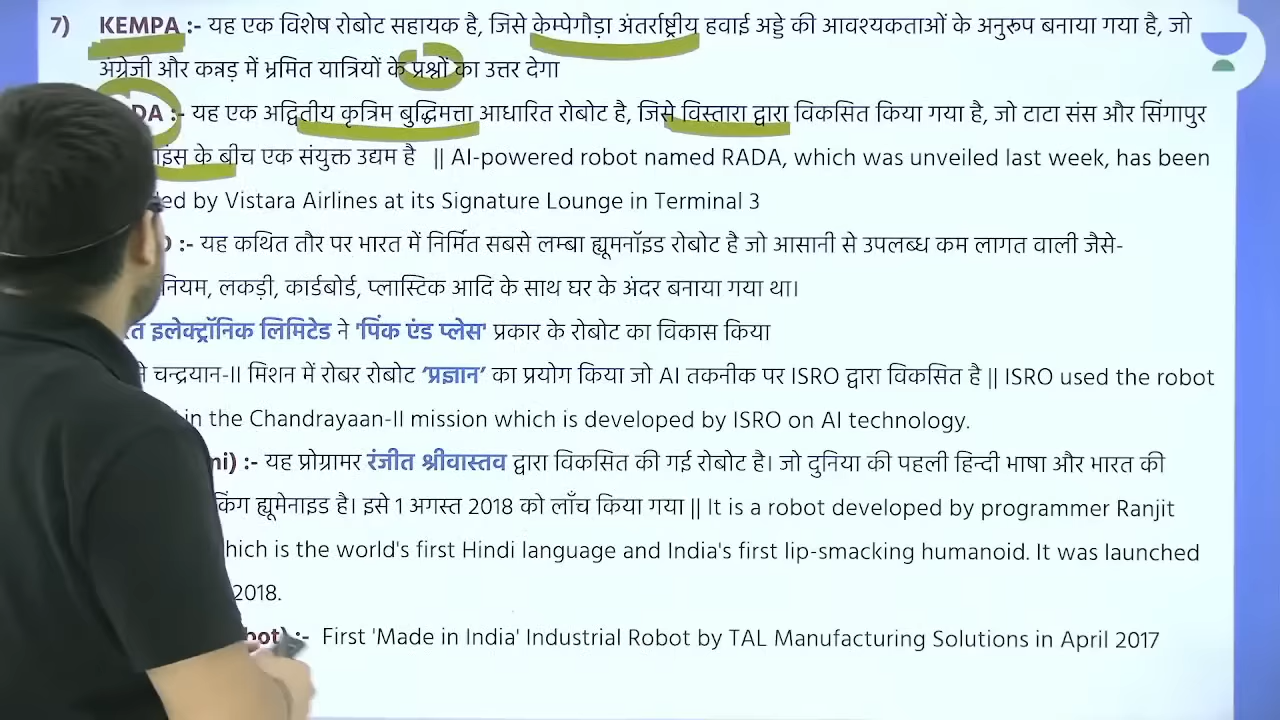 7) KEMPA :- यह एक विशेष रोबोट सहायक है, जिसे केम्पेगौड़ा अंतर्राष्ट्रीय हवाई अड्डे की आवश्यकताओं के अनुरूप बनाया गया है, जो
अंग्रेजी और कन्नड़ में भ्रमित यात्रियों के प्रश्नों का उत्तर देगा
DA :- यह एक अद्वितीय कृत्रिम बुद्धिमत्ता आधारित रोबोट है, जिसे विस्तारा द्वारा विकसित किया गया है, जो टाटा संस और सिंगापुर
के बीच एक संयुक्त उद्यम है || AI-powered robot named RADA, which was unveiled last week, has been
ed by Vistara Airlines at its Signature Lounge in Terminal 3
:- यह कथित तौर पर भारत में निर्मित सबसे लम्बा ह्यूमनॉइड रोबोट है जो आसानी से उपलब्ध कम लागत वाली जैसे-
नियम, लकड़ी, कार्डबोर्ड, प्लास्टिक आदि के साथ घर के अंदर बनाया गया था।
इलेक्ट्रॉनिक लिमिटेड ने 'पिंक एंड प्लेस' प्रकार के रोबोट का विकास किया
चन्द्रयान-II मिशन में रोबर रोबोट ‘प्रज्ञान’ का प्रयोग किया जो AI तकनीक पर ISRO द्वारा विकसित है || ISRO used the robot
in the Chandrayaan-II mission which is developed by ISRO on AI technology.
mi) :- यह प्रोग्रामर रंजीत श्रीवास्तव द्वारा विकसित की गई रोबोट है। जो दुनिया की पहली हिन्दी भाषा और भारत की
किंग ह्यूमेनाइड है। इसे 1 अगस्त 2018 को लाँच किया गया || It is a robot developed by programmer Ranjit
hich is the world's first Hindi language and India's first lip-smacking humanoid. It was launched
2018.
bot) :- First 'Made in India' Industrial Robot by TAL Manufacturing Solutions in April 2017